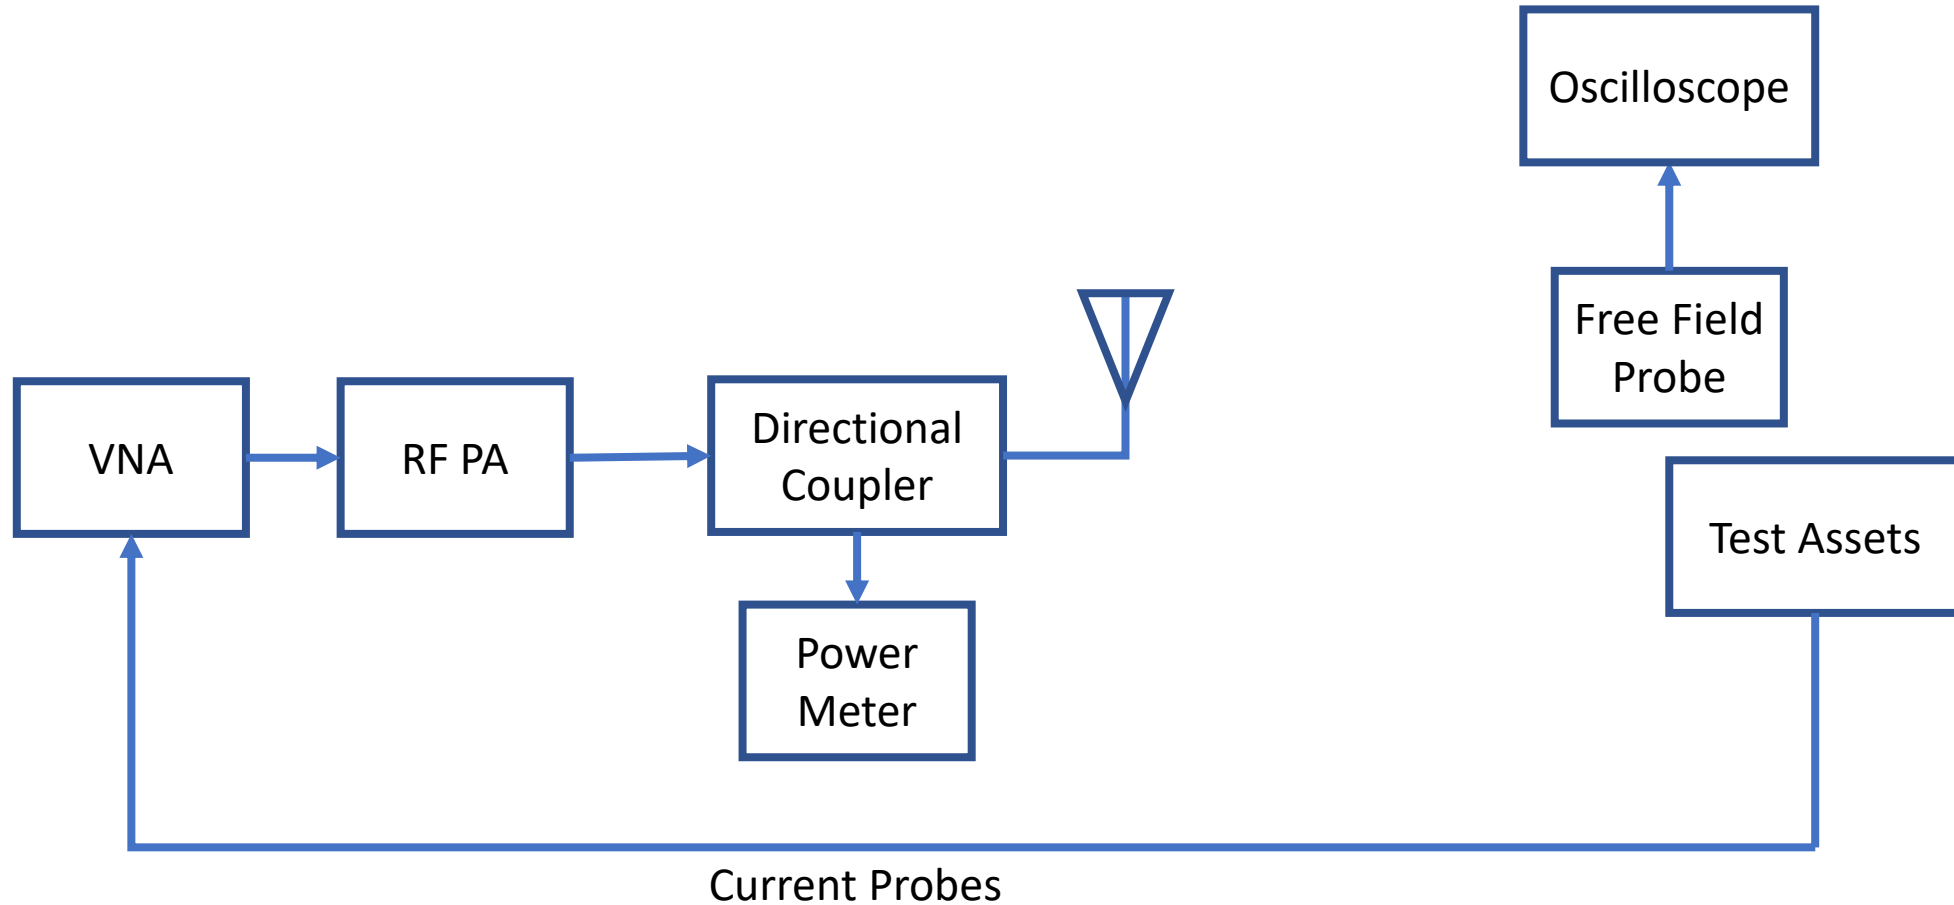 Oscilloscope
Free Field
Probe
VNA
RF PA
Directional
Coupler
Test Assets
Power
Meter
Current Probes